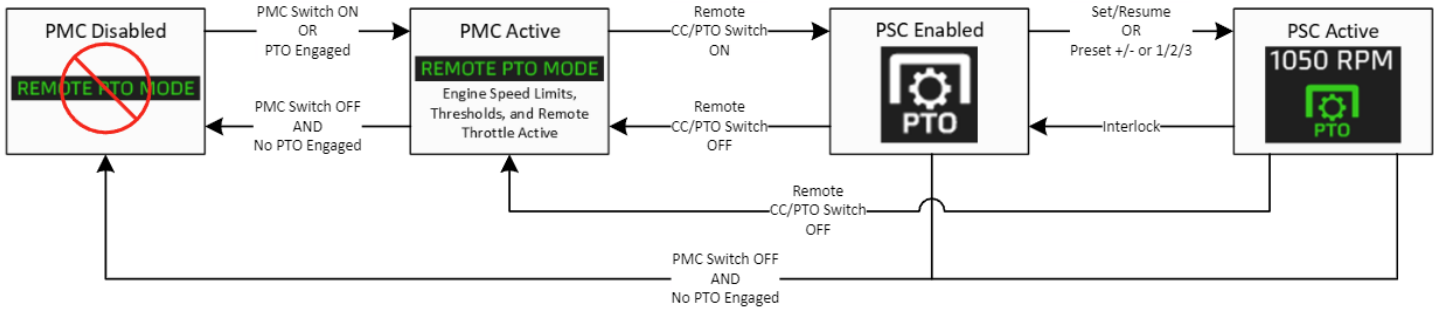 PMC Disabled
REMOTE PTO MODE
PMC Switch ON
OR
PTO Engaged
PMC Switch OFF
AND
No PTO Engaged
PMC Active
REMOTE PTO MODE
Engine Speed Limits,
Thresholds, and Remote
Throttle Active
Remote
CC/PTO Switch
ON
Remote
CC/PTO Switch
OFF
PSC Enabled
PTO
Set/Resume
OR
Preset +/- or 1/2/3
Interlock
PSC Active
1050 RPM
PTO
Remote
CC/PTO Switch
OFF
PMC Switch OFF
AND
No PTO Engaged